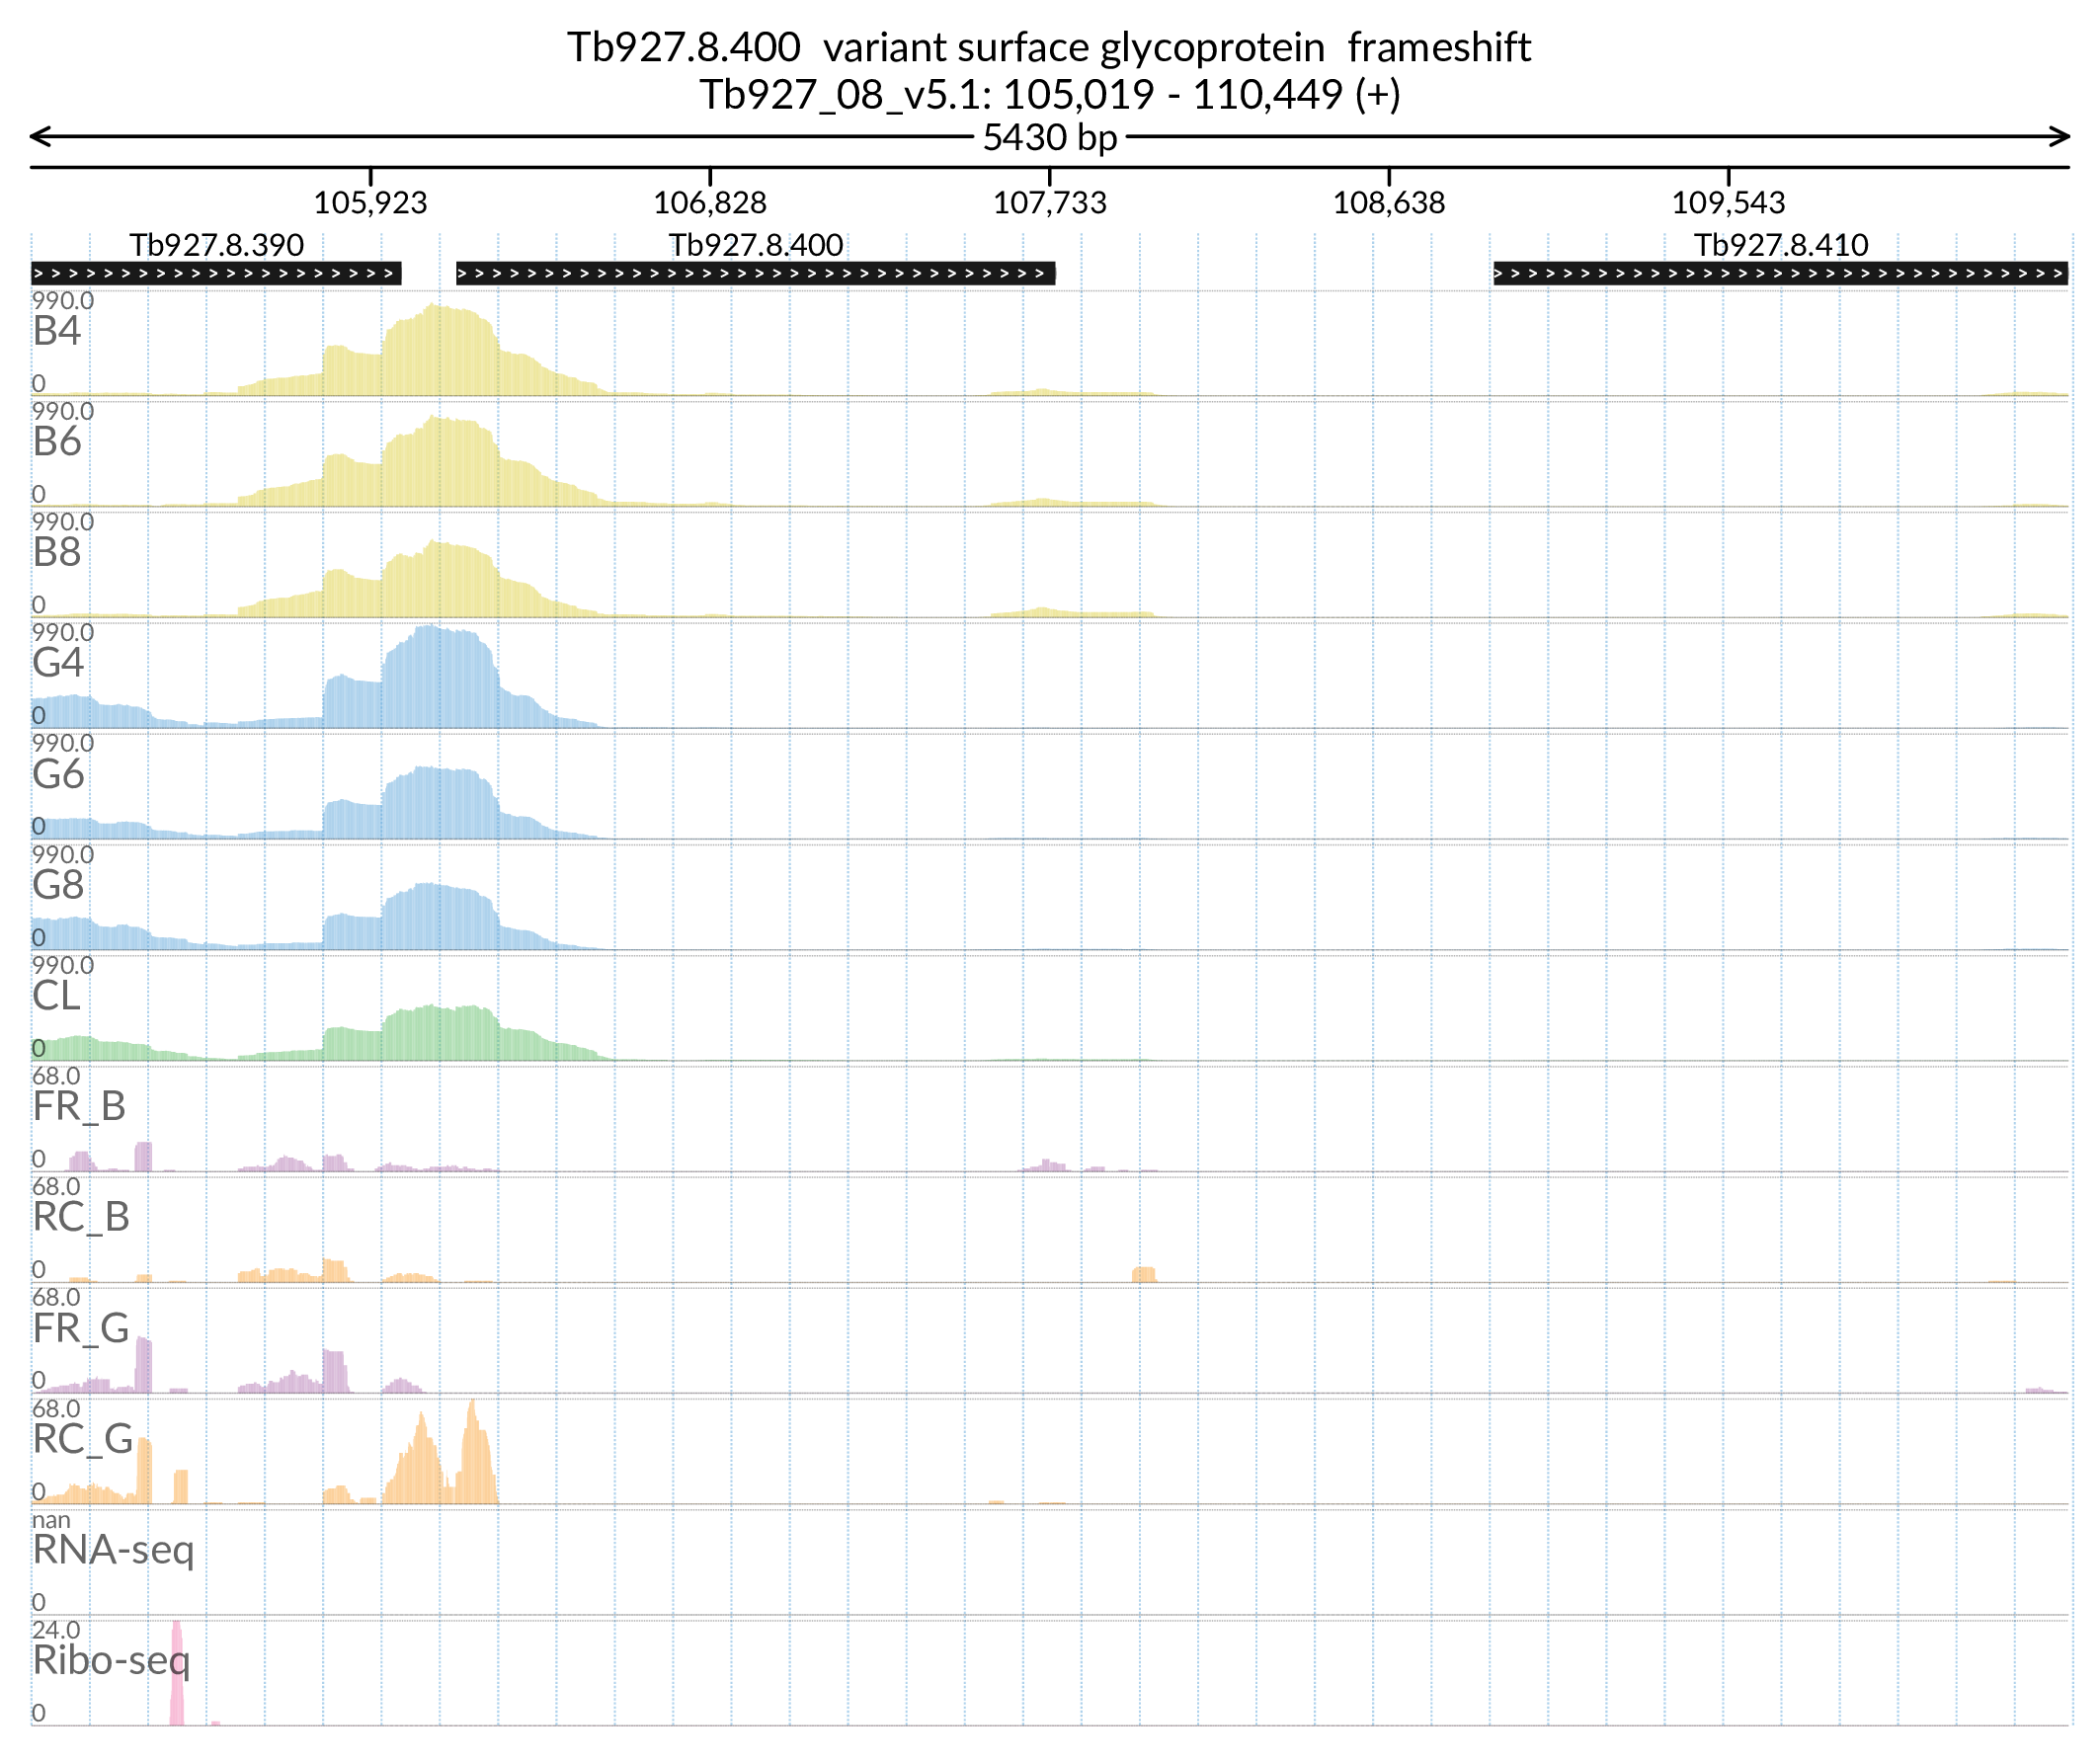 Tb927.8.400  variant surface glycoprotein  frameshift
Tb927_08_v5.1: 105,019 - 110,449 (+)
5430 bp
105,923 106,828 107,733 108,638 109,543
Tb927.8.390 Tb927.8.400 Tb927.8.410
990.0
B4
0
990.0
B6
0
990.0
B8
0
990.0
G4
0
990.0
G6
0
990.0
G8
0
990.0
CL
0
68.0
FR_B
0
68.0
RC_B
0
68.0
FR_G
0
68.0
RC_G
0
nan
RNA-seq
0
24.0
Ribo-seq
0